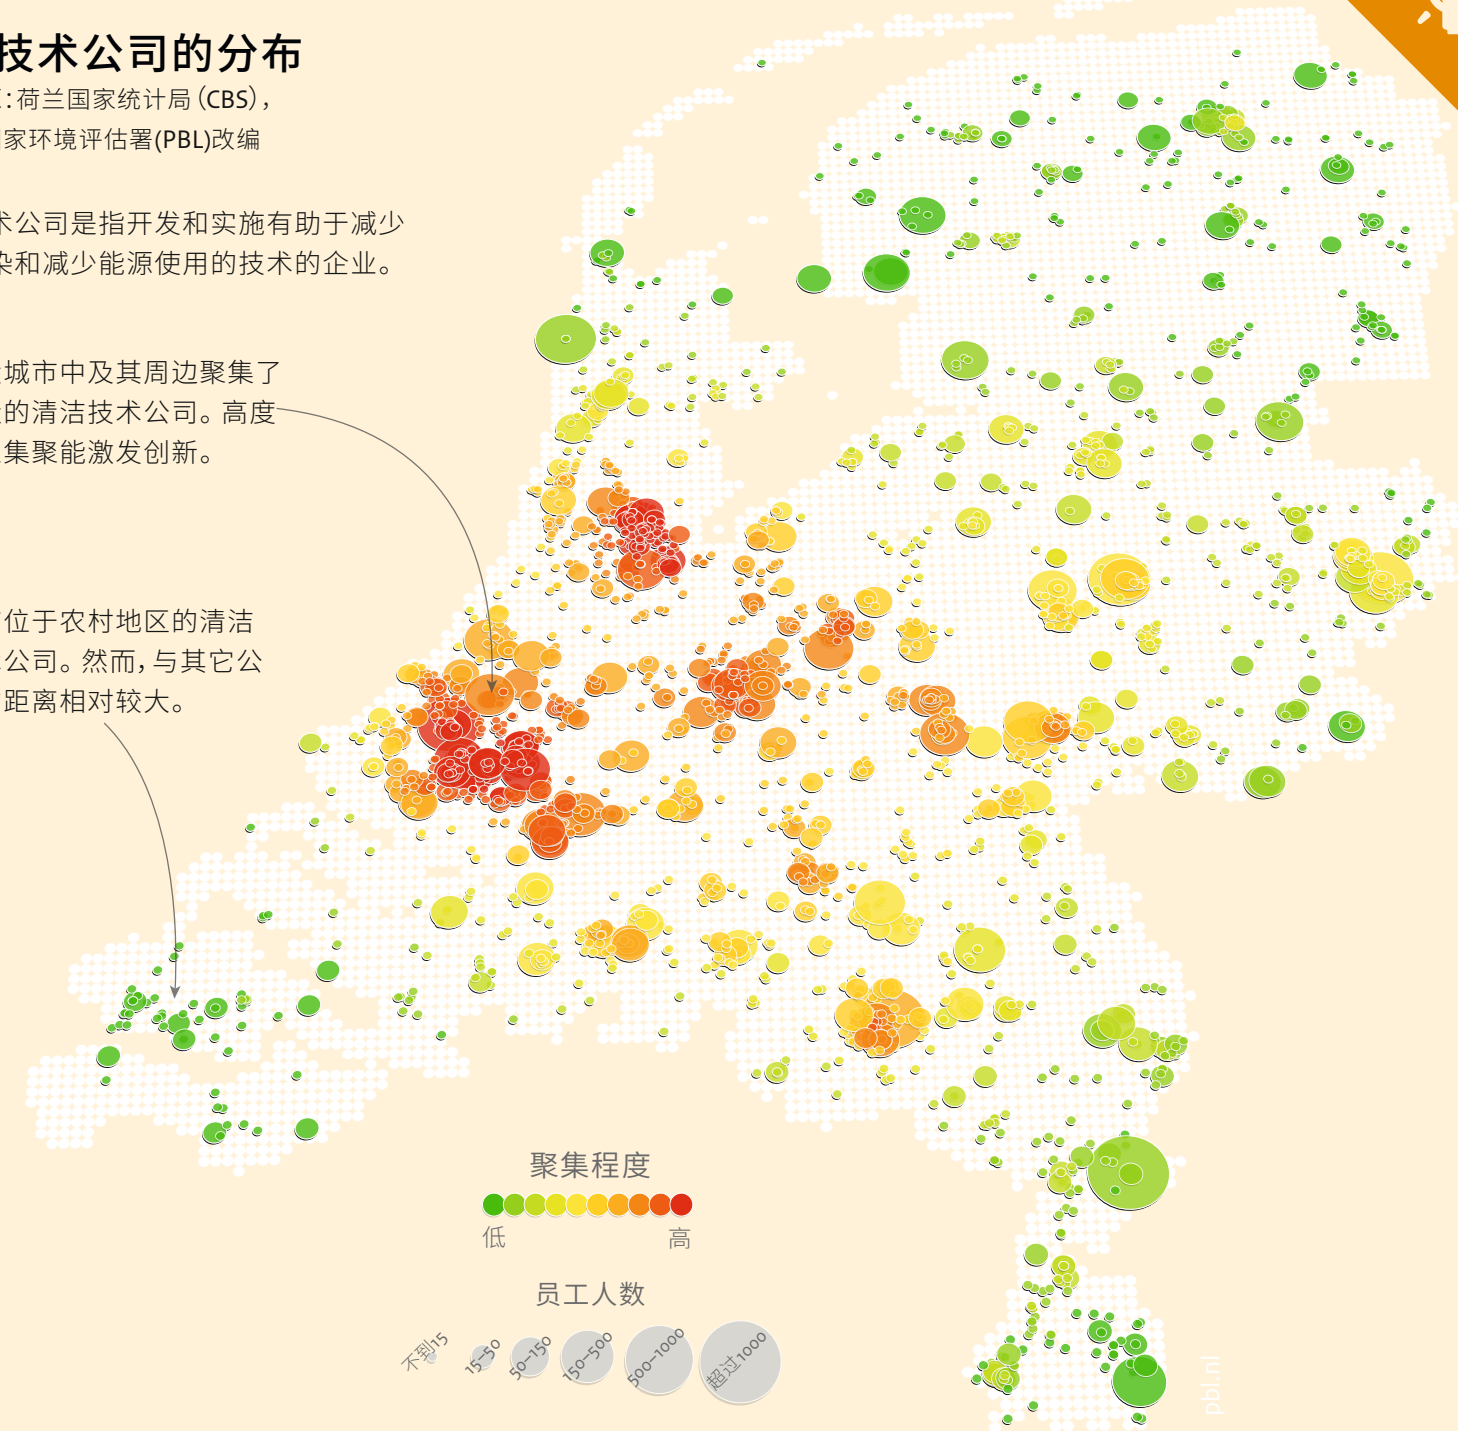 技术公司的分布
:荷兰国家统计局(CBS),
家环境评估署(PBL)改编
术公司是指开发和实施有助于减少
染和减少能源使用的技术的企业。
城市中及其周边聚集了
的清洁技术公司。高度
集聚能激发创新。
位于农村地区的清洁
公司。然而,与其它公
距离相对较大。
聚集程度
低
高
员工人数
不到15
15–50
50–150
150–500
500–1000
超过1000
pbl.nl